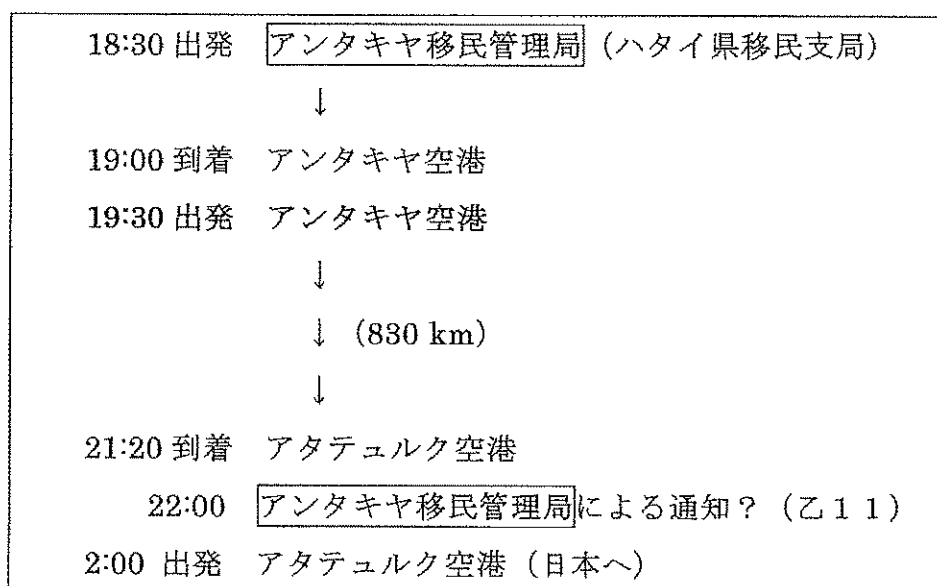 18:30 出発 アンタキヤ移民管理局（ハタイ県移民支局）
↓
19:00 到着 アンタキヤ空港
19:30 出発 アンタキヤ空港
↓
↓（830 km）
↓
21:20 到着 アタテュルク空港
22:00 アンタキヤ移民管理局による通知？（乙１１）
2:00 出発 アタテュルク空港（日本へ）